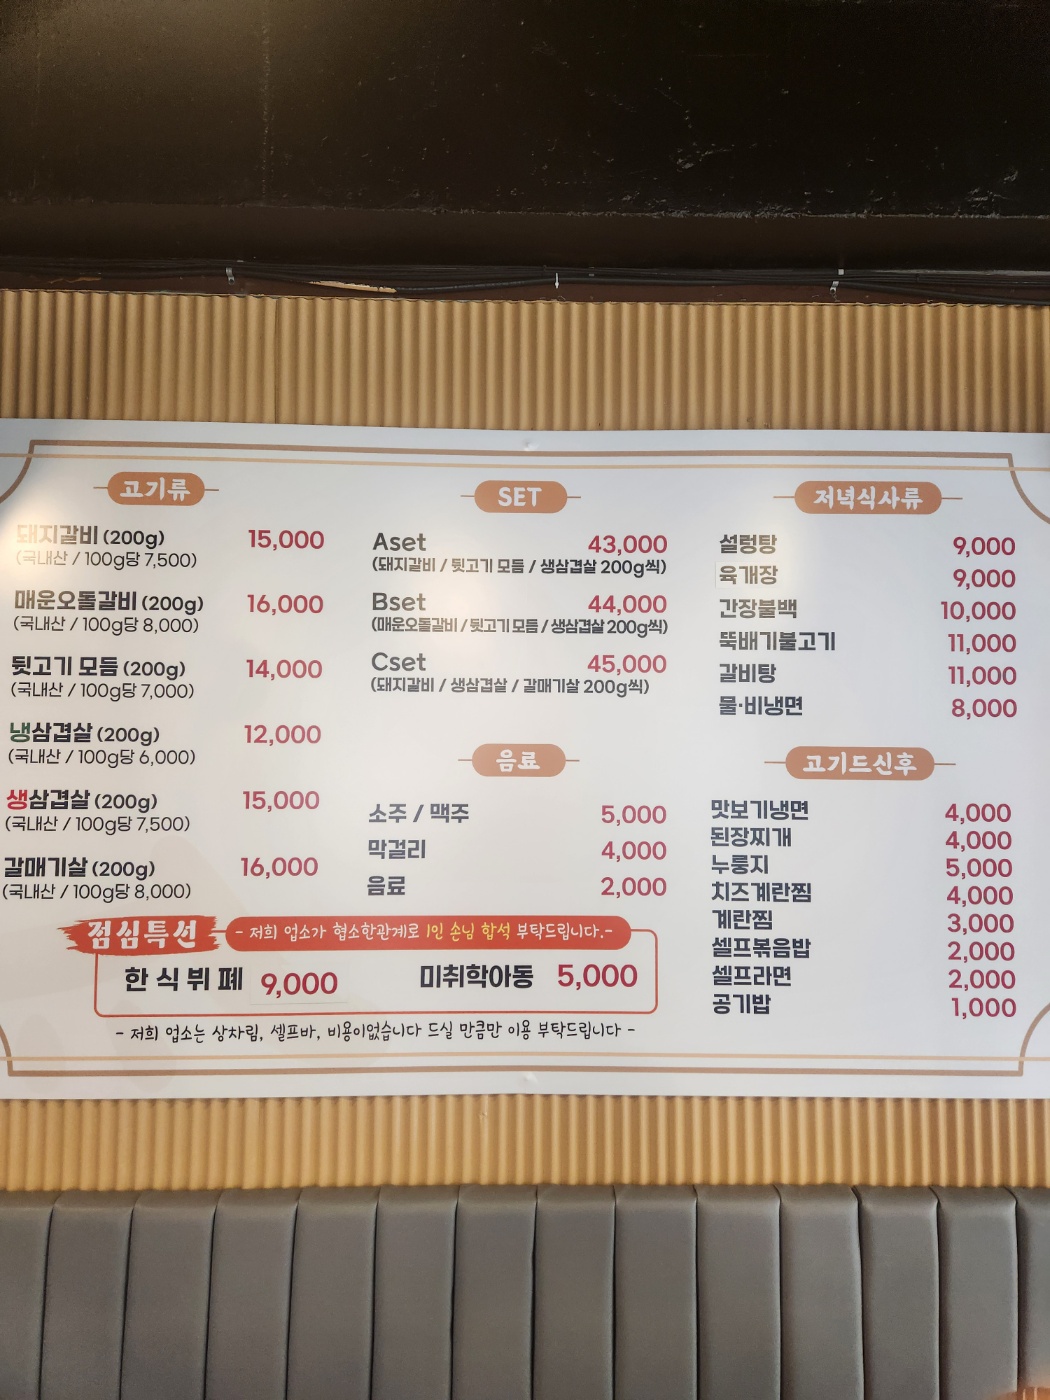 고기류
돼지갈비 (200g) 15,000
(국내산 / 100g당 7,500)
매운오돌갈비 (200g) 16,000
(국내산 / 100g당 8,000)
뒷고기 모듬 (200g) 14,000
(국내산 / 100g당 7,000)
냉삼겹살 (200g) 12,000
(국내산 / 100g당 6,000)
생삼겹살 (200g) 15,000
(국내산 / 100g당 7,500)
갈매기살 (200g) 16,000
(국내산 / 100g당 8,000)
SET
Aset 43,000
(돼지갈비 / 뒷고기 모듬 / 생삼겹살 200g씩)
Bset 44,000
(매운오돌갈비 / 뒷고기 모듬 / 생삼겹살 200g씩)
Cset 45,000
(돼지갈비 / 생삼겹살 / 갈매기살 200g씩)
음료
소주 / 맥주 5,000
막걸리 4,000
음료 2,000
저녁식사류
설렁탕 9,000
육개장 9,000
간장불백 10,000
뚝배기불고기 11,000
갈비탕 11,000
물·비냉면 8,000
고기드신후
맛보기냉면 4,000
된장찌개 4,000
누룽지 5,000
치즈계란찜 4,000
계란찜 3,000
셀프볶음밥 2,000
셀프라면 2,000
공기밥 1,000
점심특선 - 저희 업소가 협소한관계로 1인 손님 합석 부탁드립니다.-
한식뷔폐 9,000 미취학아동 5,000
- 저희 업소는 상차림, 셀프바, 비용이없습니다 드실 만큼만 이용 부탁드립니다 -